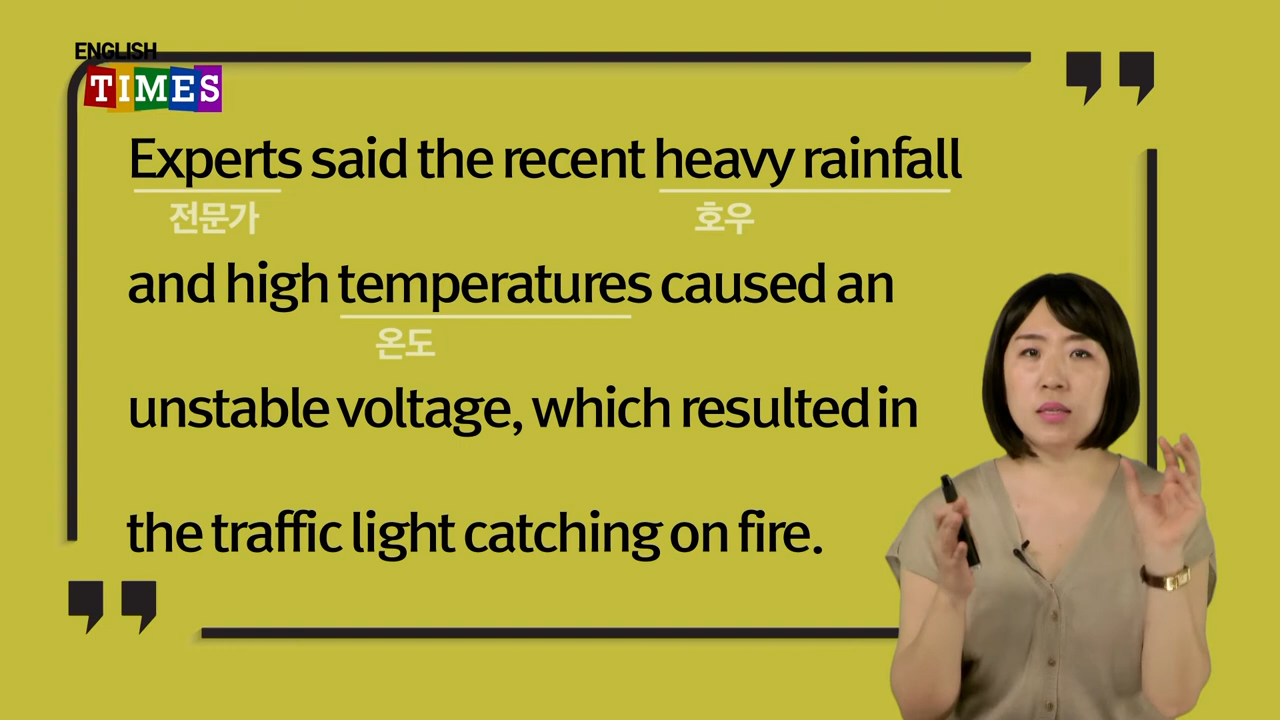 ENGLISH
TIMES
Experts said the recent heavy rainfall
전문가 호우
and high temperatures caused an
온도
unstable voltage, which resulted in
the traffic light catching on fire.